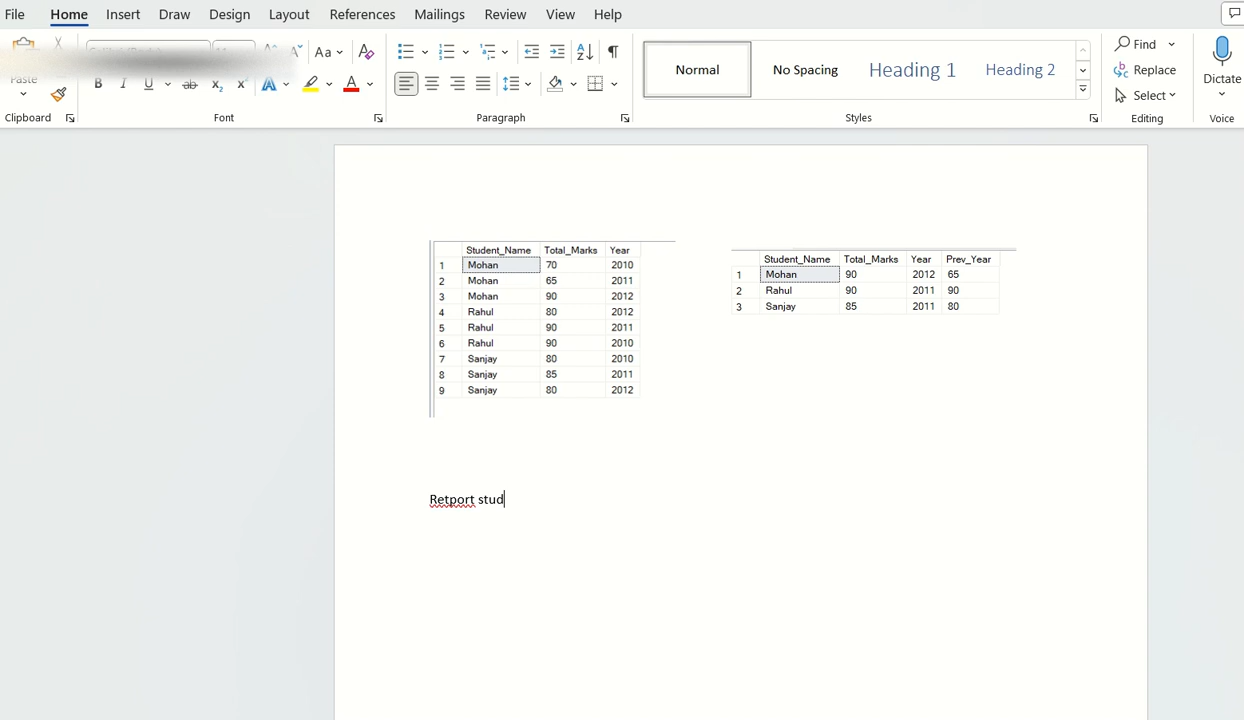 File Home Insert Draw Design Layout References Mailings Review View Help
Aa Find
Normal No Spacing Heading 1 Heading 2 Replace Dictate
Paste B I U ab x₂ x A A Select
Clipboard Font Paragraph Styles Editing Voice
Student_Name Total_Marks Year
1 Mohan 70 2010
2 Mohan 65 2011
3 Mohan 90 2012
4 Rahul 80 2012
5 Rahul 90 2011
6 Rahul 90 2010
7 Sanjay 80 2010
8 Sanjay 85 2011
9 Sanjay 80 2012
Student_Name Total_Marks Year Prev_Year
1 Mohan 90 2012 65
2 Rahul 90 2011 90
3 Sanjay 85 2011 80
Retport stud